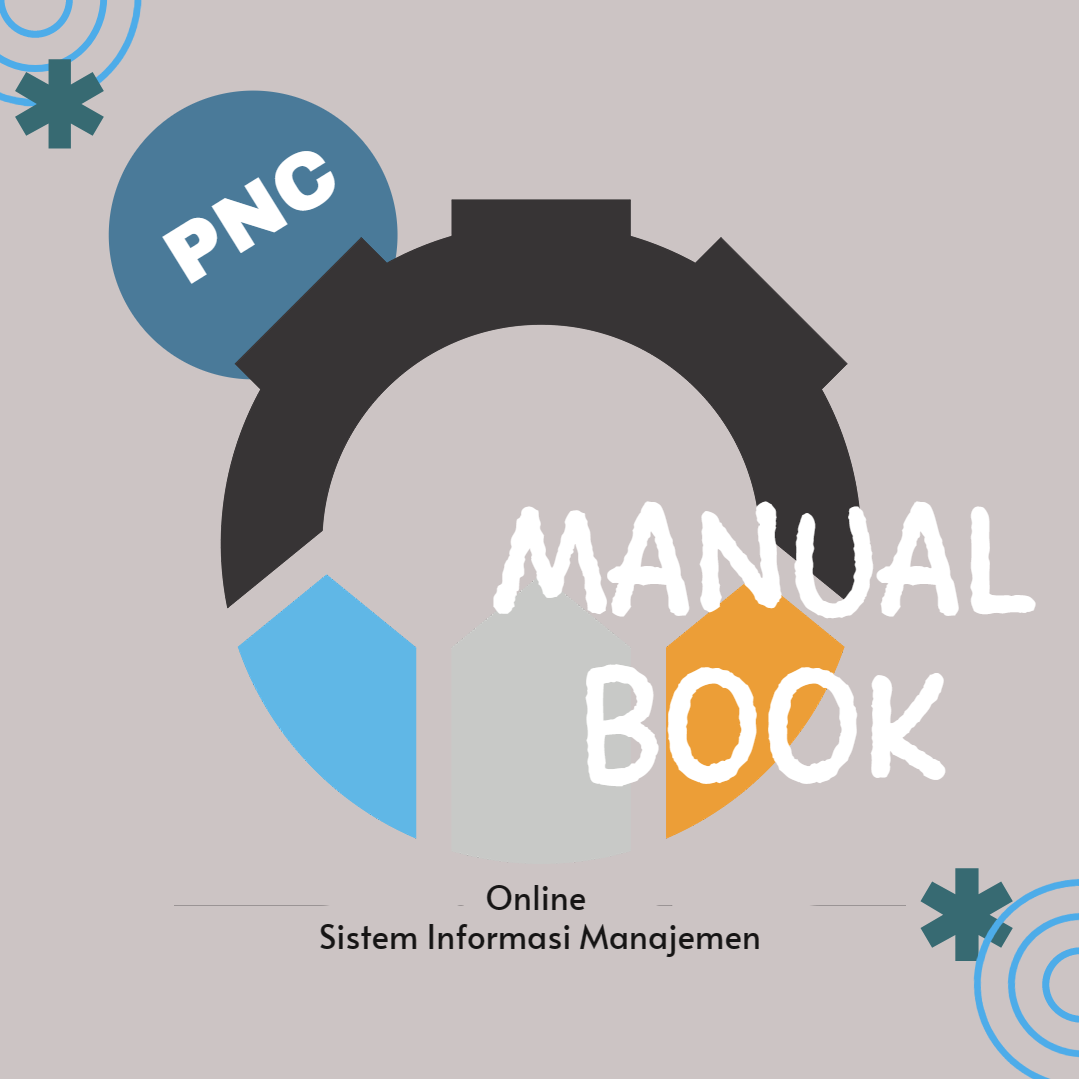 PNC
MANUAL
BOOK
Online
Sistem Informasi Manajemen